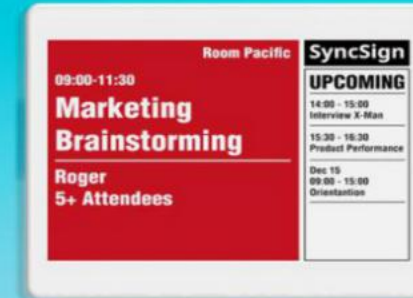 Room Pacific
09:00-11:30
Marketing
Brainstorming
Roger
5+ Attendees
SyncSign
UPCOMING
14:00 - 15:00
Interview X-Man
15:30 - 16:30
Product Performance
Dec 15
09:00 - 15:00
Orientantion